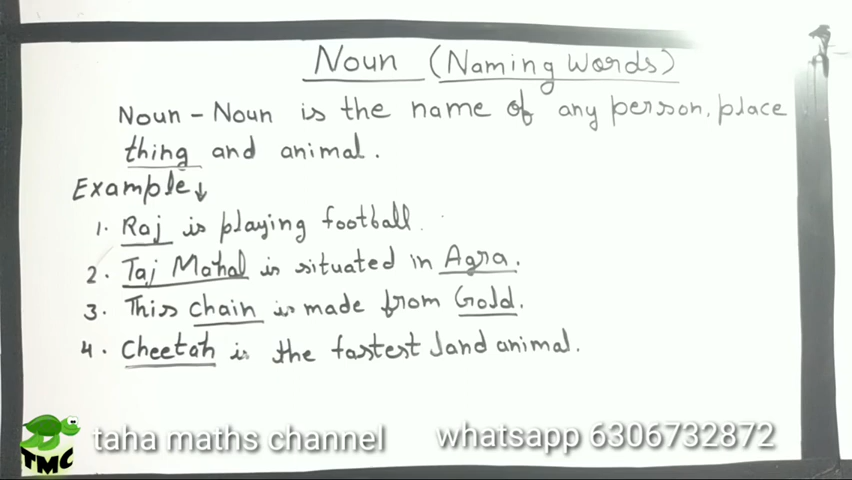 Noun (Naming Words)
Noun - Noun is the name of any person, place
thing and animal.
Example ↓
1. Raj is playing football.
2. Taj Mahal is situated in Agra.
3. This chain is made from Gold.
4. Cheetah is the fastest land animal.
TMC taha maths channel whatsapp 6306732872